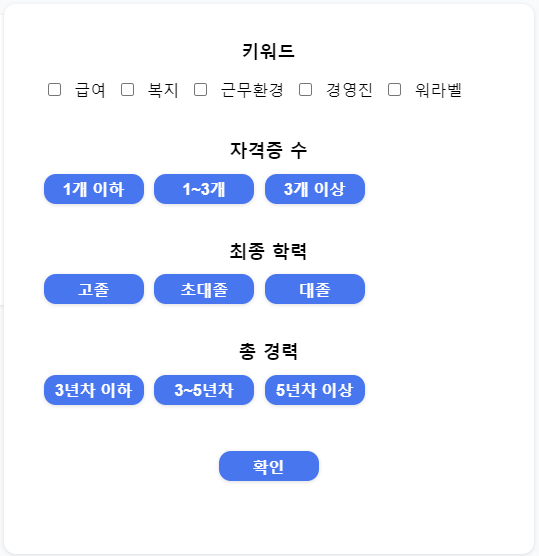 키워드
급여 복지 근무환경 경영진 워라벨
자격증 수
1개 이하 1~3개 3개 이상
최종 학력
고졸 초대졸 대졸
총 경력
3년차 이하 3~5년차 5년차 이상
확인